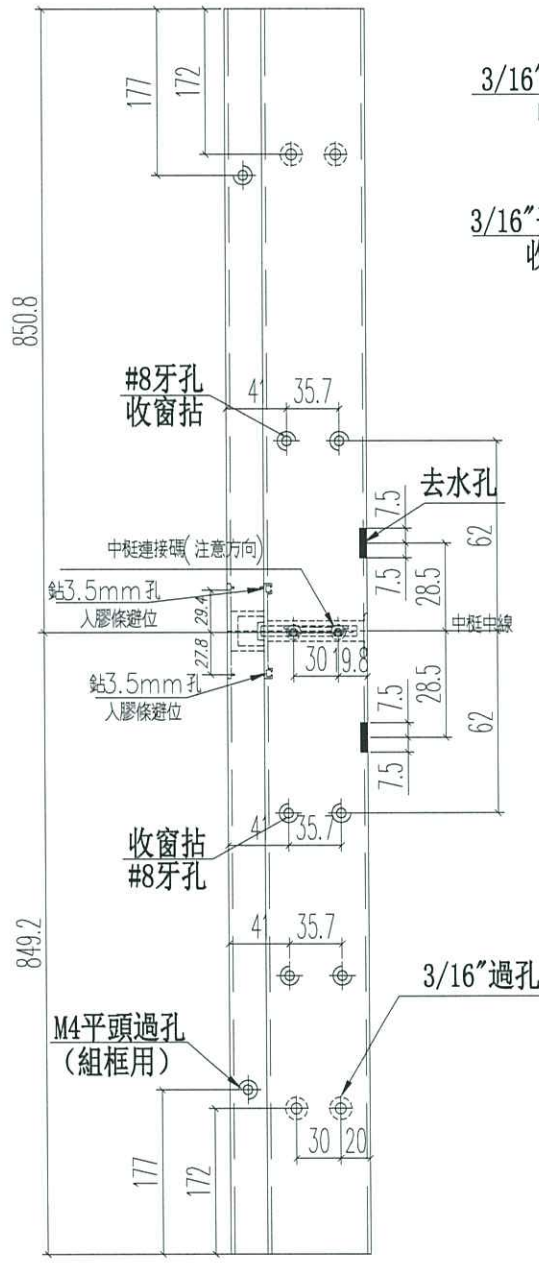 177
172
3/16"
3/16"
收
850.8
#8牙孔
收窗拈
41
35.7
去水孔
7.5
62
中梃連接碼(注意方向)
7.5
28.5
鉆3.5mm孔
入膠條避位
29.4
中梃中線
27.8
30
19.8
鉆3.5mm孔
入膠條避位
7.5
28.5
62
7.5
收窗拈
#8牙孔
41
35.7
849.2
41
35.7
3/16"過孔
M4平頭過孔
(組框用)
30
20
177
172